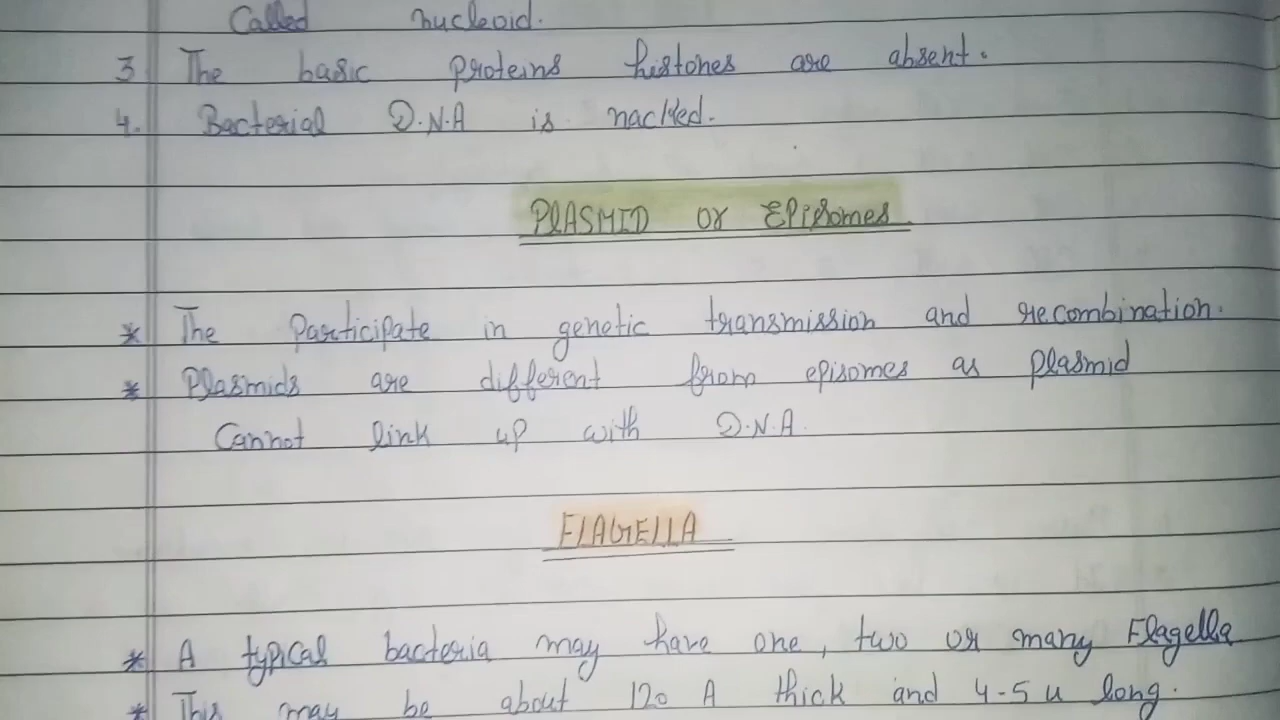 Called nucleoid.
3 The basic proteins histones are absent.
4. Bacterial D.N.A is nacked.
PLASMID or EPisomes
* The Participate in genetic transmission and recombination.
* Plasmids are different from episomes as plasmid
Cannot link up with D.N.A.
FLAGELLA
* A typical bacteria may have one, two or many Flagella
* This may be about 120 A thick and 4-5 u long.